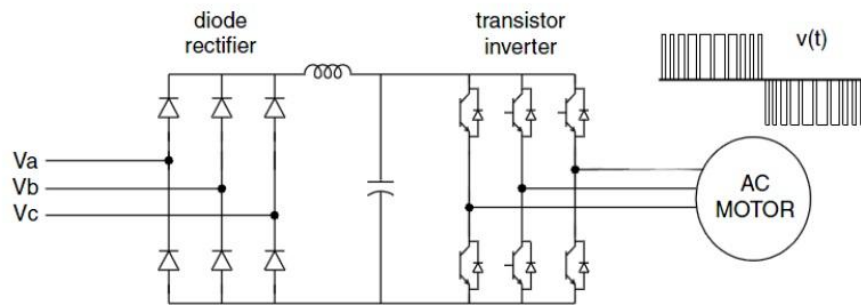 diode
rectifier
transistor
inverter
v(t)
Va
Vb
Vc
AC
MOTOR